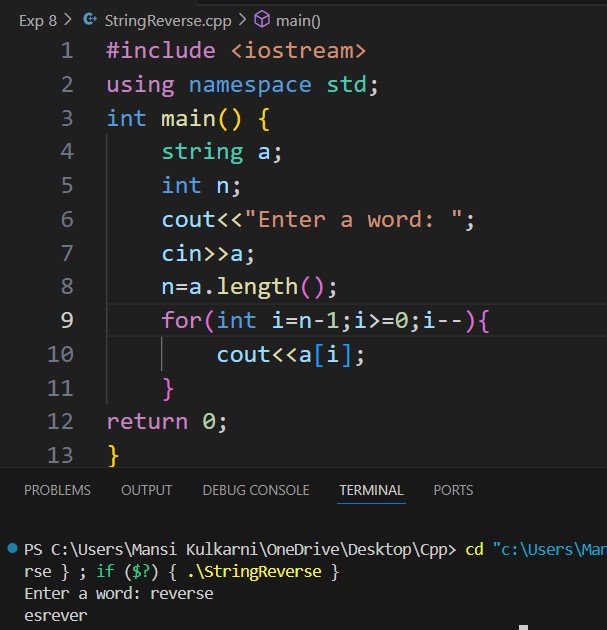 Exp 8 > StringReverse.cpp > main()
1 #include <iostream>
2 using namespace std;
3 int main() {
4     string a;
5     int n;
6     cout<<"Enter a word: ";
7     cin>>a;
8     n=a.length();
9     for(int i=n-1;i>=0;i--){
10         cout<<a[i];
11     }
12 return 0;
13 }
PROBLEMS OUTPUT DEBUG CONSOLE TERMINAL PORTS
PS C:\Users\Mansi Kulkarni\OneDrive\Desktop\Cpp> cd "c:\Users\Man
rse } ; if ($?) { .\StringReverse }
Enter a word: reverse
esrever